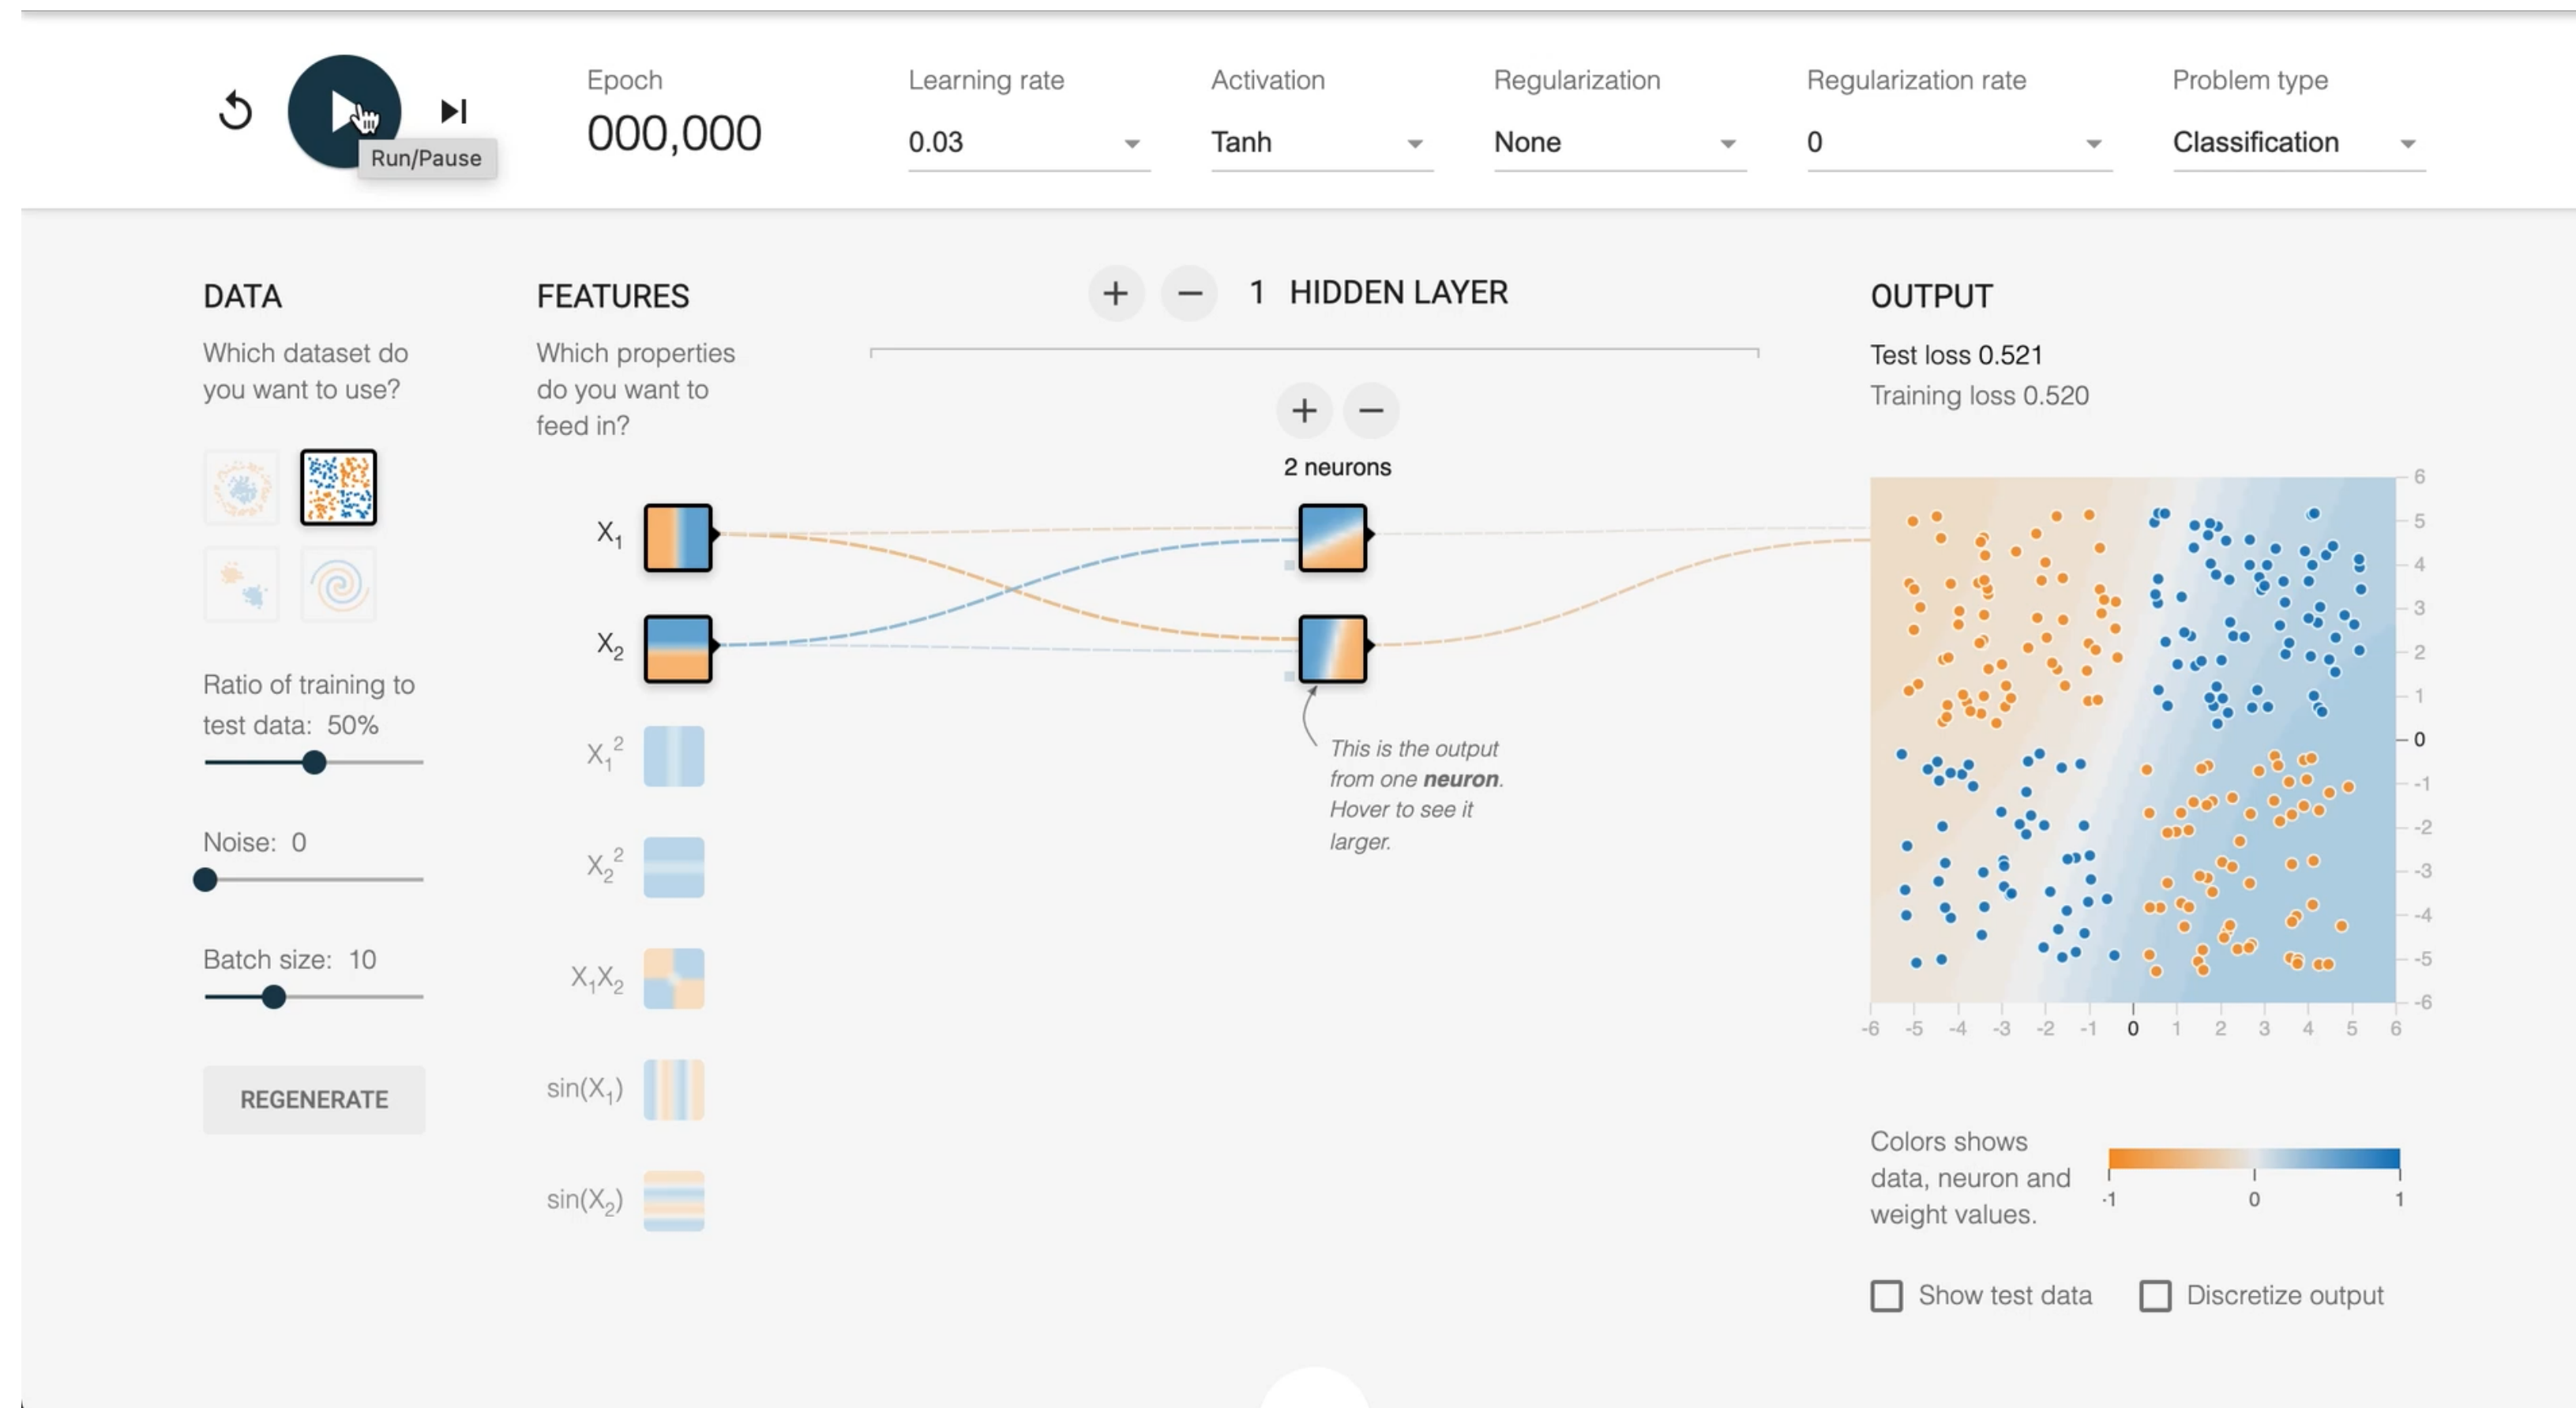 Epoch
000,000
Learning rate
0.03
Activation
Tanh
Regularization
None
Regularization rate
0
Problem type
Classification
Run/Pause
DATA
Which dataset do
you want to use?
Ratio of training to
test data: 50%
Noise: 0
Batch size: 10
REGENERATE
FEATURES
Which properties
do you want to
feed in?
X₁
X₂
X₁²
X₂²
X₁X₂
sin(X₁)
sin(X₂)
+ − 1 HIDDEN LAYER
+ −
2 neurons
This is the output
from one neuron.
Hover to see it
larger.
OUTPUT
Test loss 0.521
Training loss 0.520
6
5
4
3
2
1
0
-1
-2
-3
-4
-5
-6
-6 -5 -4 -3 -2 -1 0 1 2 3 4 5 6
Colors shows
data, neuron and
weight values.
-1 0 1
Show test data
Discretize output